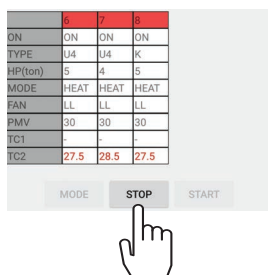 6 7 8
ON ON ON ON
TYPE U4 U4 K
HP(ton) 5 4 5
MODE HEAT HEAT HEAT
FAN LL LL LL
PMV 30 30 30
TC1 - - -
TC2 27.5 28.5 27.5
MODE STOP START